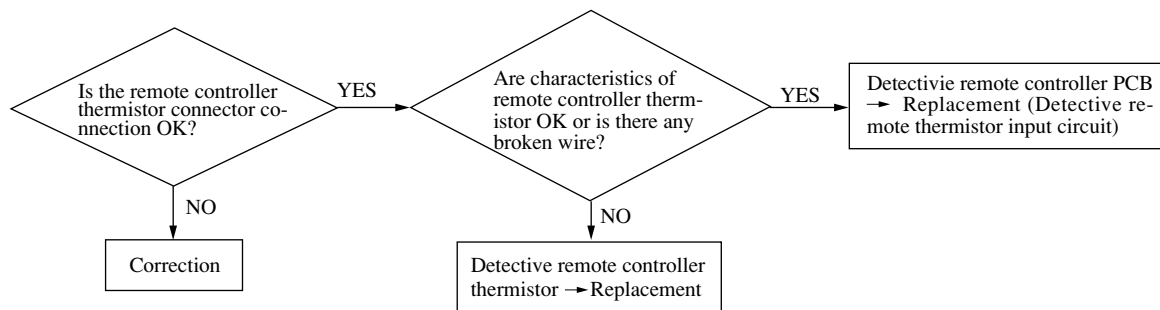 Is the remote controller
thermistor connector co-
nnection OK?
YES
NO
Correction
Are characteristics of
remote controller therm-
istor OK or is there any
broken wire?
YES
NO
Detective remote controller
thermistor → Replacement
Detectivie remote controller PCB
→ Replacement (Detective re-
mote thermistor input circuit)